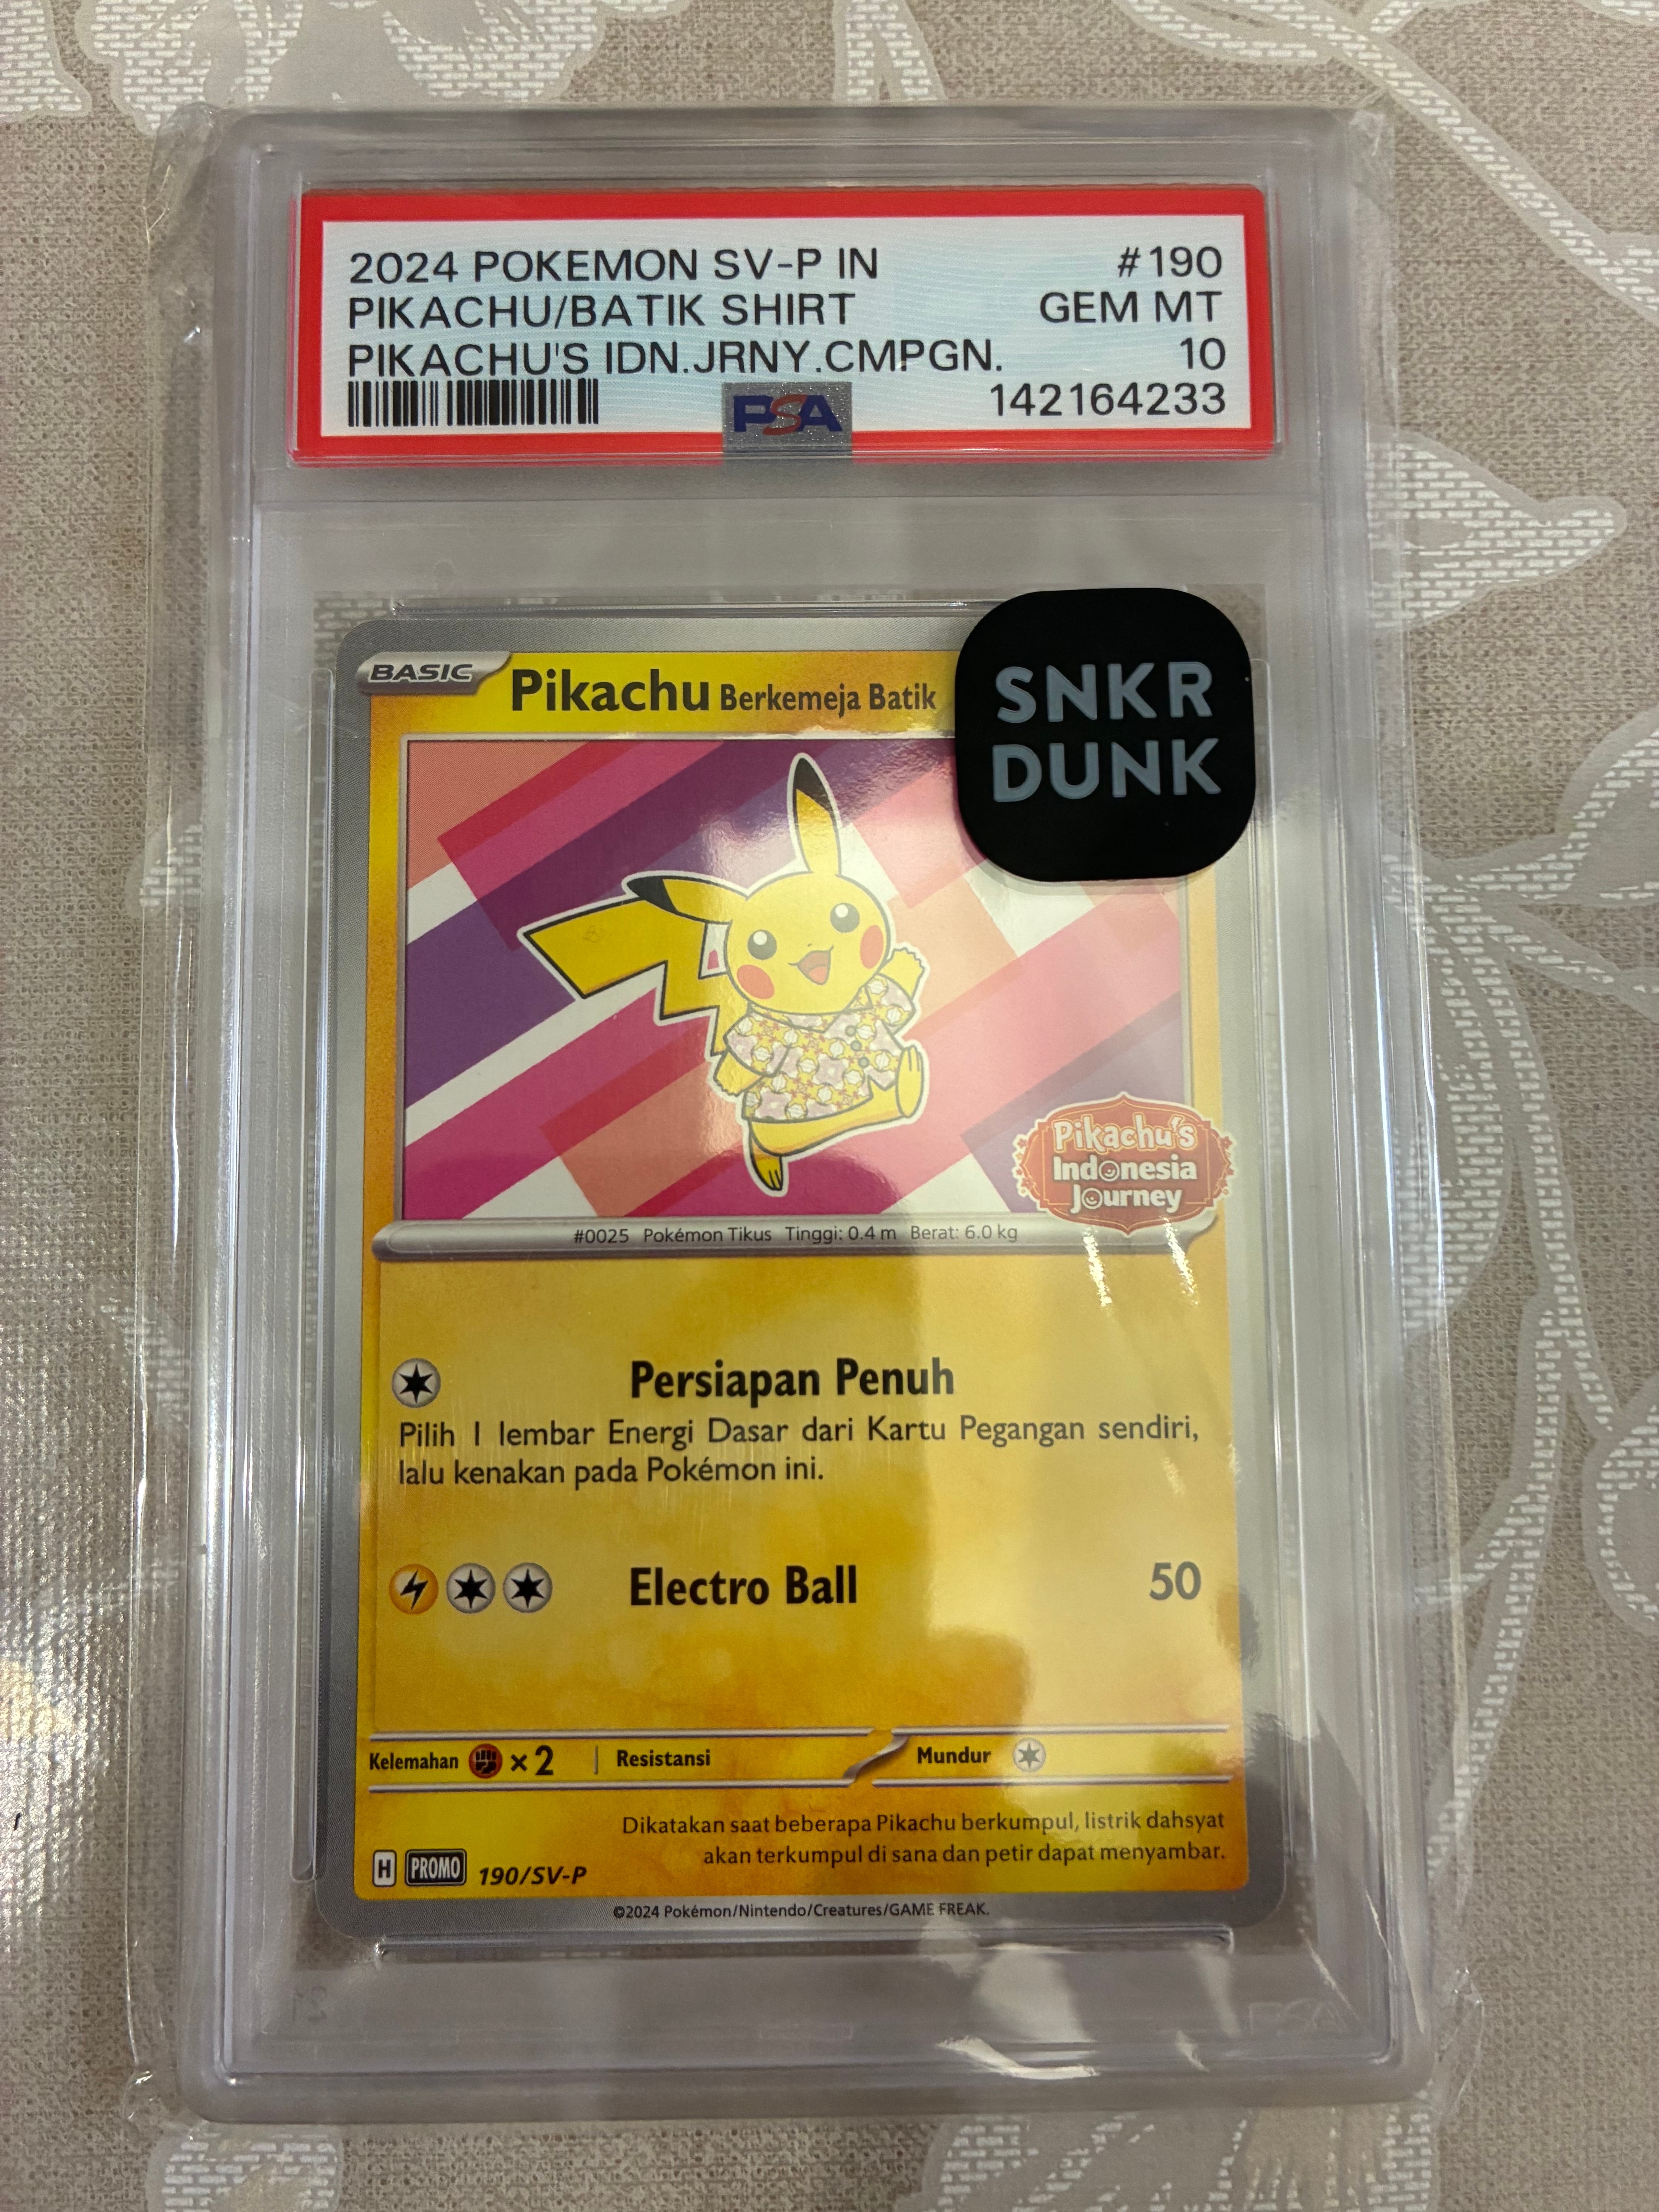 2024 POKEMON SV-P IN #190
PIKACHU/BATIK SHIRT GEM MT
PIKACHU'S IDN.JRNY.CMPGN. 10
PSA 142164233
SNKR
DUNK
BASIC Pikachu Berkemeja Batik
Pikachu's
Indonesia
Journey
#0025 Pokémon Tikus Tinggi: 0.4 m Berat: 6.0 kg
Persiapan Penuh
Pilih 1 lembar Energi Dasar dari Kartu Pegangan sendiri,
lalu kenakan pada Pokémon ini.
Electro Ball 50
Kelemahan ×2 | Resistansi Mundur
Dikatakan saat beberapa Pikachu berkumpul, listrik dahsyat
akan terkumpul di sana dan petir dapat menyambar.
H PROMO 190/SV-P
©2024 Pokémon/Nintendo/Creatures/GAME FREAK.